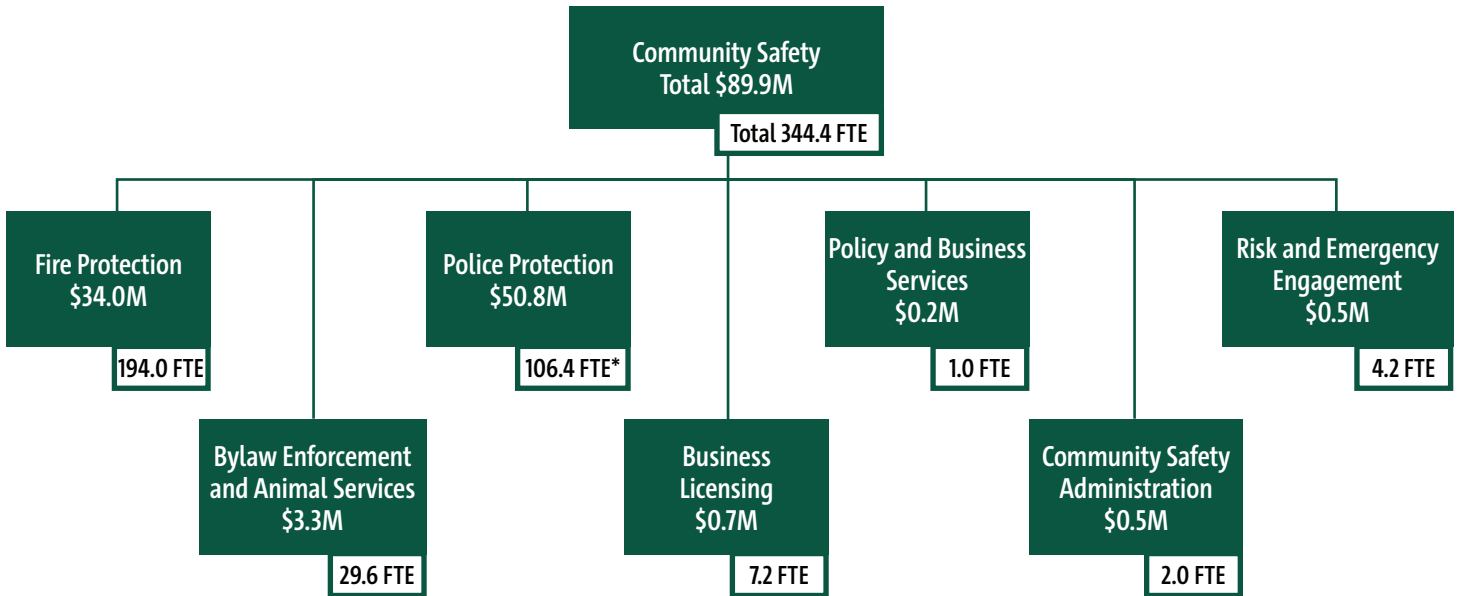 Community Safety
Total $89.9M
Total 344.4 FTE
Fire Protection
$34.0M
194.0 FTE
Police Protection
$50.8M
106.4 FTE*
Policy and Business
Services
$0.2M
1.0 FTE
Risk and Emergency
Engagement
$0.5M
4.2 FTE
Bylaw Enforcement
and Animal Services
$3.3M
29.6 FTE
Business
Licensing
$0.7M
7.2 FTE
Community Safety
Administration
$0.5M
2.0 FTE